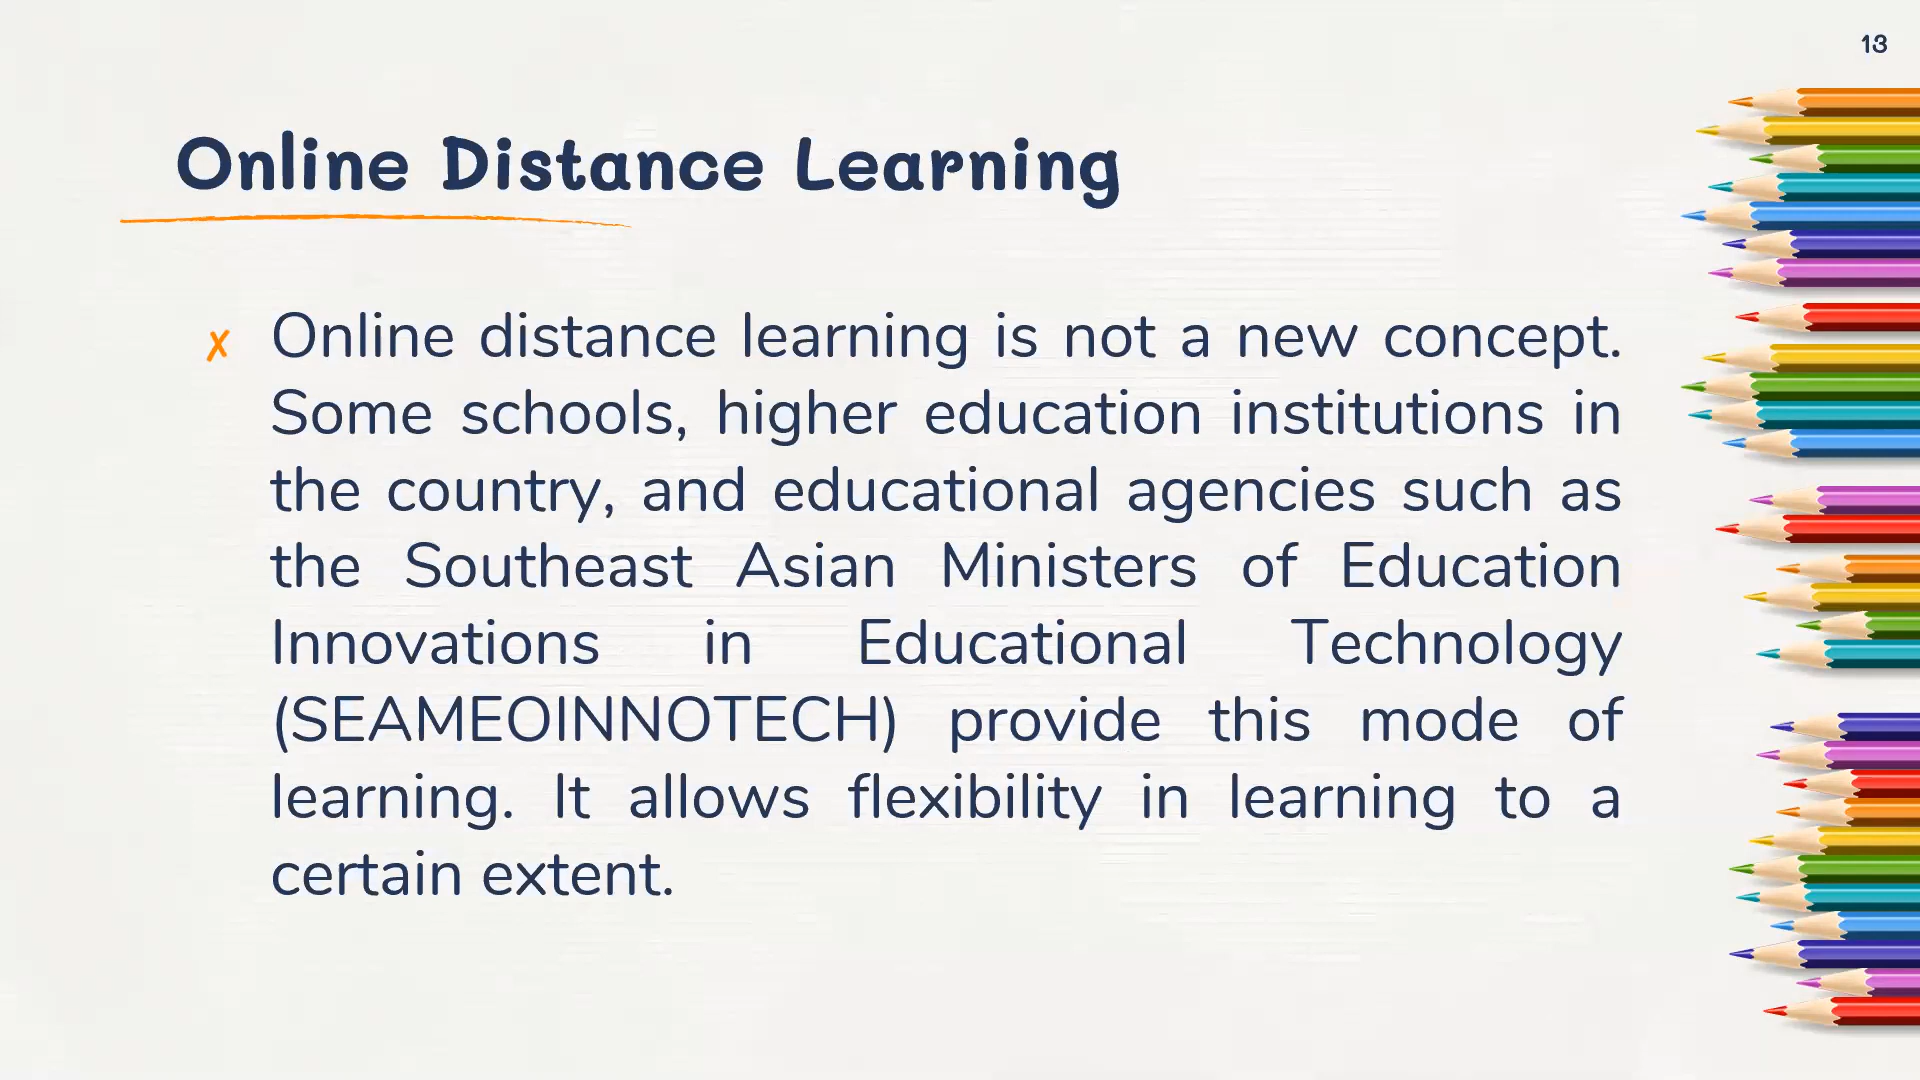 13
Online Distance Learning
✗ Online distance learning is not a new concept.
Some schools, higher education institutions in
the country, and educational agencies such as
the Southeast Asian Ministers of Education
Innovations in Educational Technology
(SEAMEOINNOTECH) provide this mode of
learning. It allows flexibility in learning to a
certain extent.